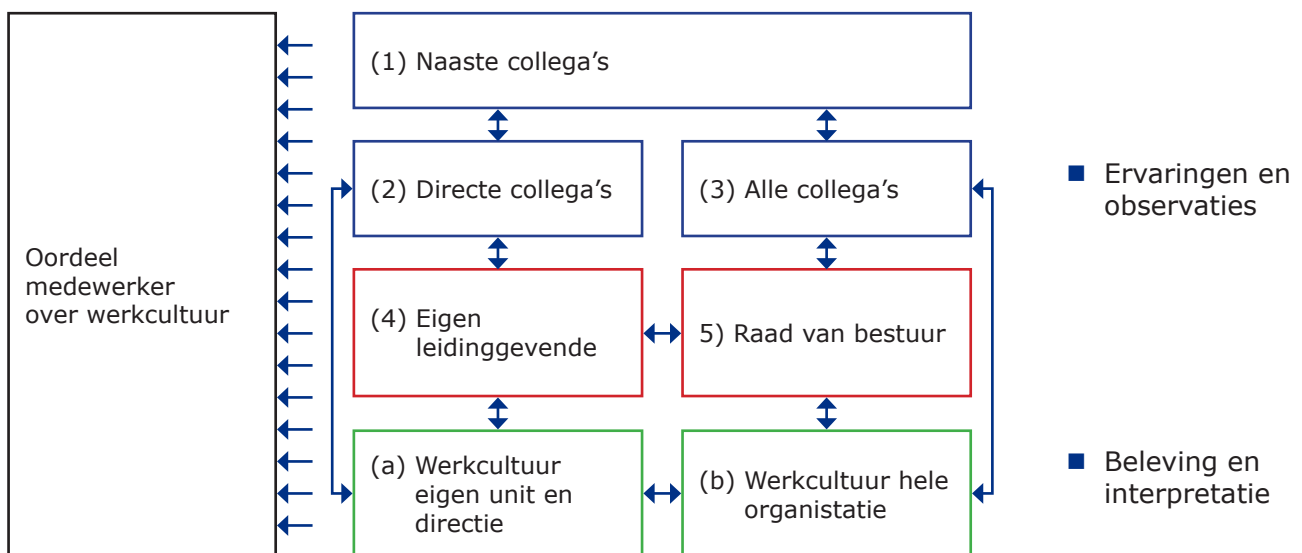 (1) Naaste collega's
(2) Directe collega's
(3) Alle collega's
Ervaringen en
observaties
Oordeel
medewerker
over werkcultuur
(4) Eigen
leidinggevende
5) Raad van bestuur
(a) Werkcultuur
eigen unit en
directie
(b) Werkcultuur hele
organistatie
Beleving en
interpretatie